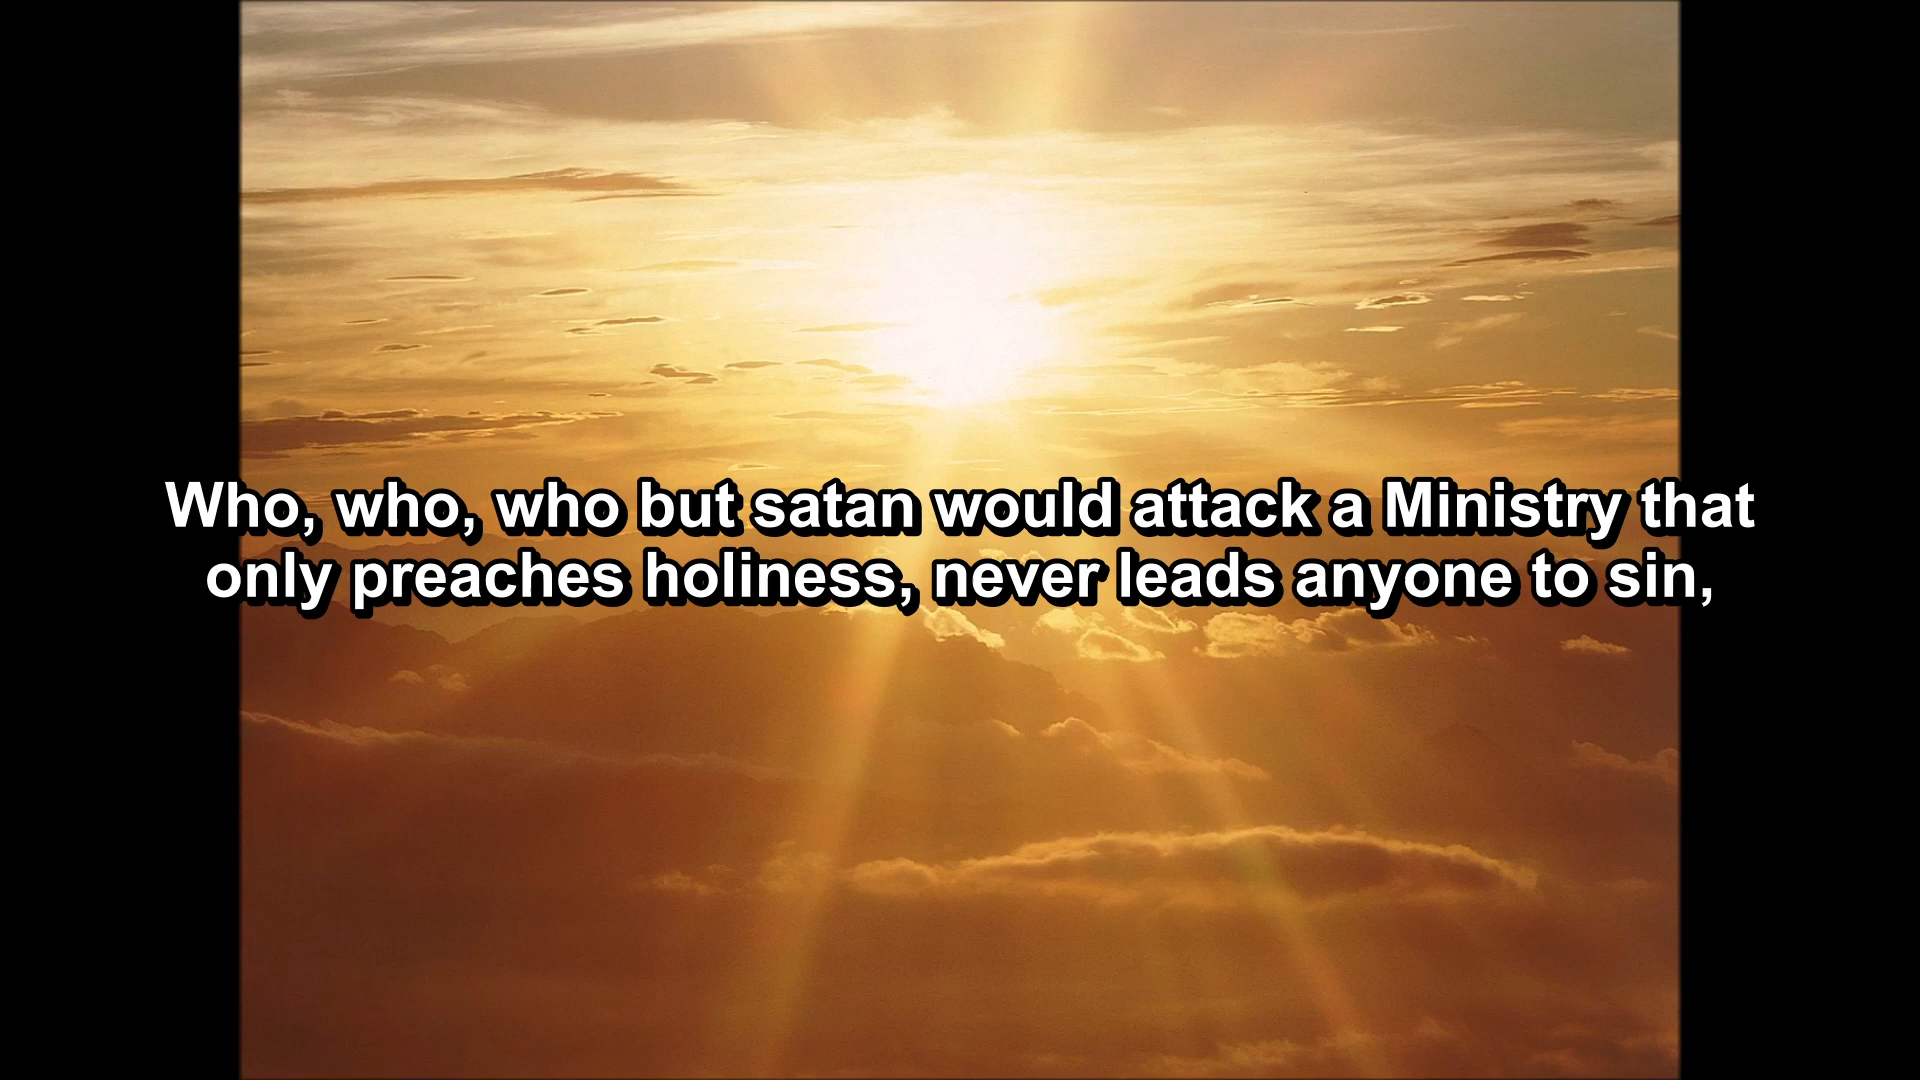 Who, who, who but satan would attack a Ministry that
only preaches holiness, never leads anyone to sin,